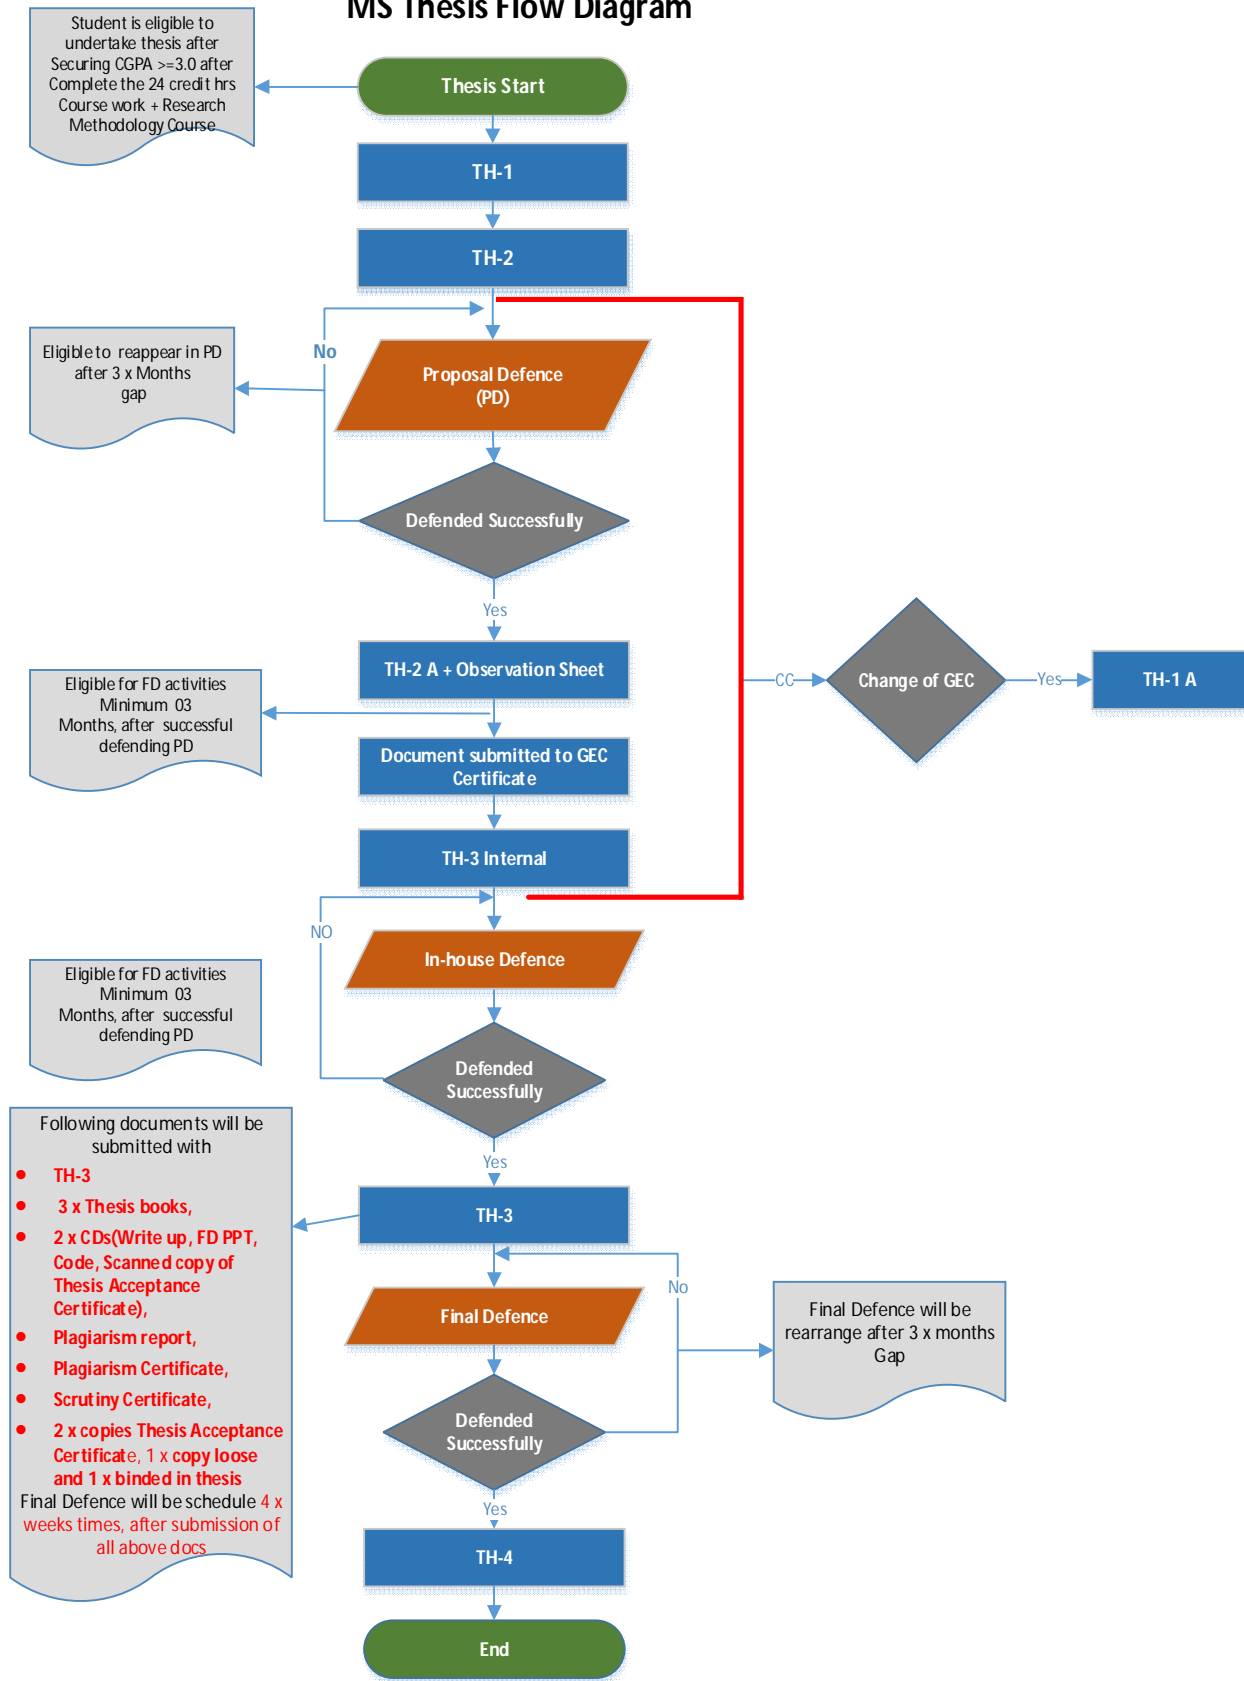 MS Thesis Flow Diagram
Student is eligible to
undertake thesis after
Securing CGPA >=3.0 after
Complete the 24 credit hrs
Course work + Research
Methodology Course
Thesis Start
TH-1
TH-2
No
Eligible to reappear in PD
after 3 x Months
gap
Proposal Defence
(PD)
Defended Successfully
Yes
TH-2 A + Observation Sheet
Eligible for FD activities
Minimum 03
Months, after successful
defending PD
CC
Change of GEC
Yes
TH-1 A
Document submitted to GEC
Certificate
TH-3 Internal
NO
In-house Defence
Eligible for FD activities
Minimum 03
Months, after successful
defending PD
Defended
Successfully
Yes
Following documents will be
submitted with
• TH-3
• 3 x Thesis books,
• 2 x CDs(Write up, FD PPT,
Code, Scanned copy of
Thesis Acceptance
Certificate),
• Plagiarism report,
• Plagiarism Certificate,
• Scrutiny Certificate,
• 2 x copies Thesis Acceptance
Certificate, 1 x copy loose
and 1 x binded in thesis
Final Defence will be schedule 4 x
weeks times, after submission of
all above docs
TH-3
No
Final Defence
Final Defence will be
rearrange after 3 x months
Gap
Defended
Successfully
Yes
TH-4
End